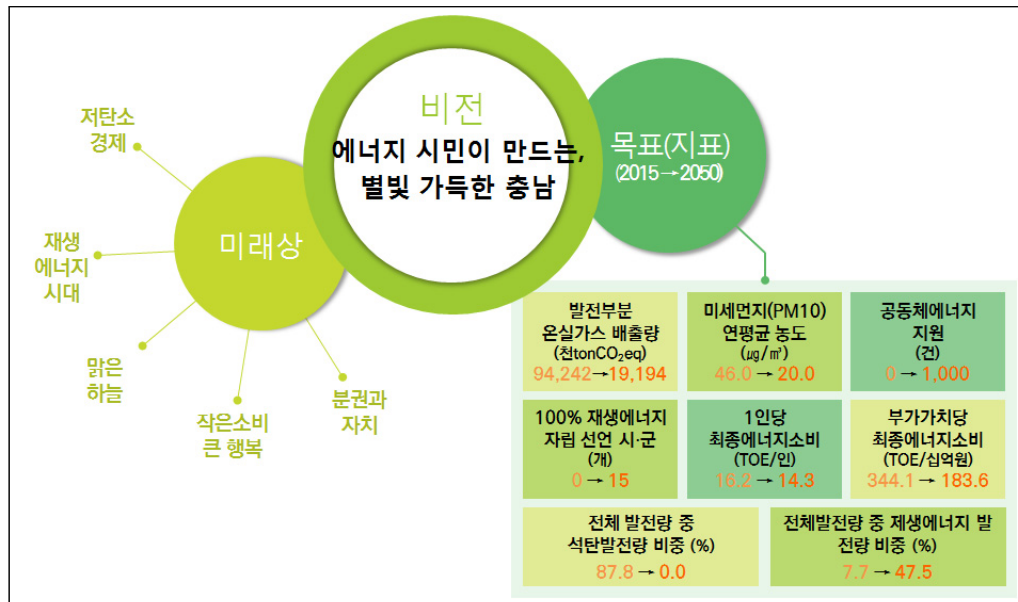 비전
에너지 시민이 만드는,
별빛 가득한 충남
목표(지표)
(2015→2050)
미래상
저탄소
경제
재생
에너지
시대
맑은
하늘
작은소비
큰 행복
분권과
자치
발전부분
온실가스 배출량
(천tonCO₂eq)
94,242→19,194
미세먼지(PM10)
연평균 농도
(㎍/㎥)
46.0→20.0
공동체에너지
지원
(건)
0→1,000
100% 재생에너지
자립 선언 시·군
(개)
0→15
1인당
최종에너지소비
(TOE/인)
16.2→14.3
부가가치당
최종에너지소비
(TOE/십억원)
344.1→183.6
전체 발전량 중
석탄발전량 비중 (%)
87.8→0.0
전체발전량 중 재생에너지 발
전량 비중 (%)
7.7→47.5